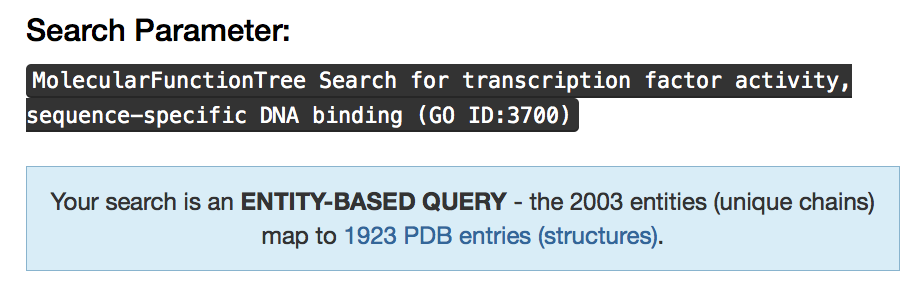 Search Parameter:
MolecularFunctionTree Search for transcription factor activity,
sequence-specific DNA binding (GO ID:3700)
Your search is an ENTITY-BASED QUERY - the 2003 entities (unique chains)
map to 1923 PDB entries (structures).